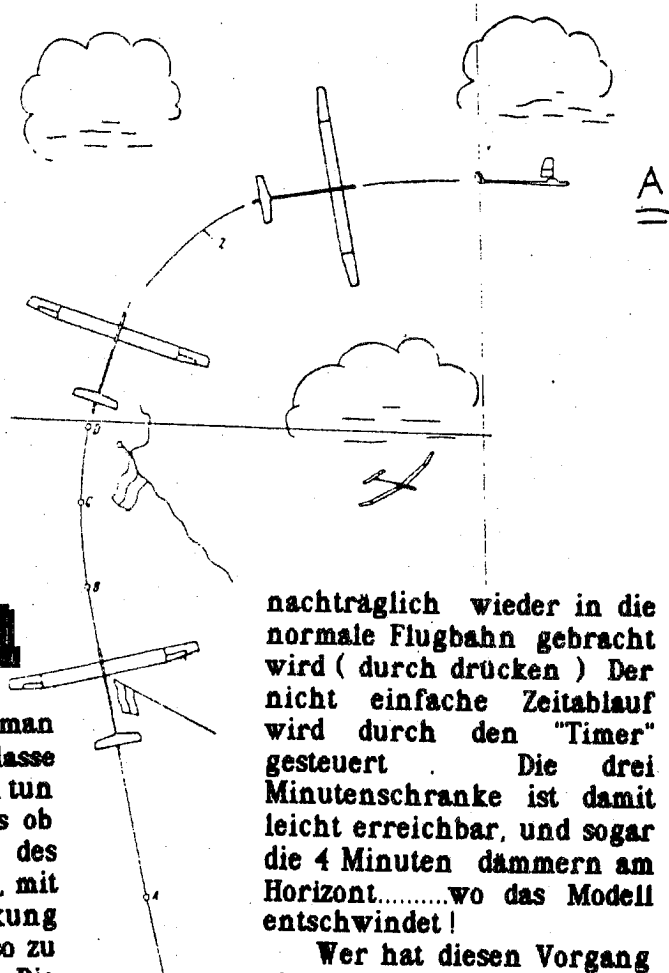 A
Z
D
C
B
A
man
lasse
tun
s ob
des
, mit
kung
so zu
Die
nachträglich wieder in die
normale Flugbahn gebracht
wird ( durch drücken ) Der
nicht einfache Zeitablauf
wird durch den "Timer"
gesteuert . Die drei
Minutenschranke ist damit
leicht erreichbar, und sogar
die 4 Minuten dämmern am
Horizont..........wo das Modell
entschwindet !
Wer hat diesen Vorgang